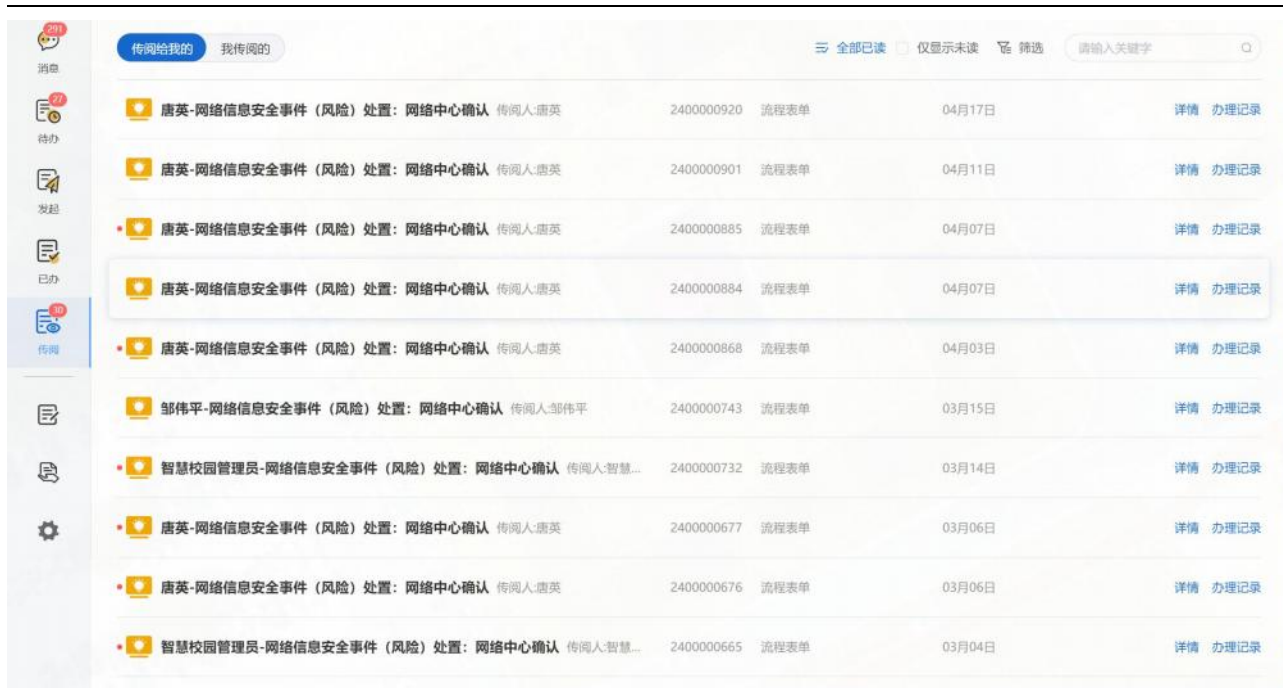 291
消息
27
待办
发起
已办
30
传阅
传阅给我的 我传阅的 全部已读 仅显示未读 筛选 请输入关键字
唐英-网络信息安全事件（风险）处置：网络中心确认 传阅人:唐英 2400000920 流程表单 04月17日 详情 办理记录
唐英-网络信息安全事件（风险）处置：网络中心确认 传阅人:唐英 2400000901 流程表单 04月11日 详情 办理记录
唐英-网络信息安全事件（风险）处置：网络中心确认 传阅人:唐英 2400000885 流程表单 04月07日 详情 办理记录
唐英-网络信息安全事件（风险）处置：网络中心确认 传阅人:唐英 2400000884 流程表单 04月07日 详情 办理记录
唐英-网络信息安全事件（风险）处置：网络中心确认 传阅人:唐英 2400000868 流程表单 04月03日 详情 办理记录
邹伟平-网络信息安全事件（风险）处置：网络中心确认 传阅人:邹伟平 2400000743 流程表单 03月15日 详情 办理记录
智慧校园管理员-网络信息安全事件（风险）处置：网络中心确认 传阅人:智慧... 2400000732 流程表单 03月14日 详情 办理记录
唐英-网络信息安全事件（风险）处置：网络中心确认 传阅人:唐英 2400000677 流程表单 03月06日 详情 办理记录
唐英-网络信息安全事件（风险）处置：网络中心确认 传阅人:唐英 2400000676 流程表单 03月06日 详情 办理记录
智慧校园管理员-网络信息安全事件（风险）处置：网络中心确认 传阅人:智慧... 2400000665 流程表单 03月04日 详情 办理记录